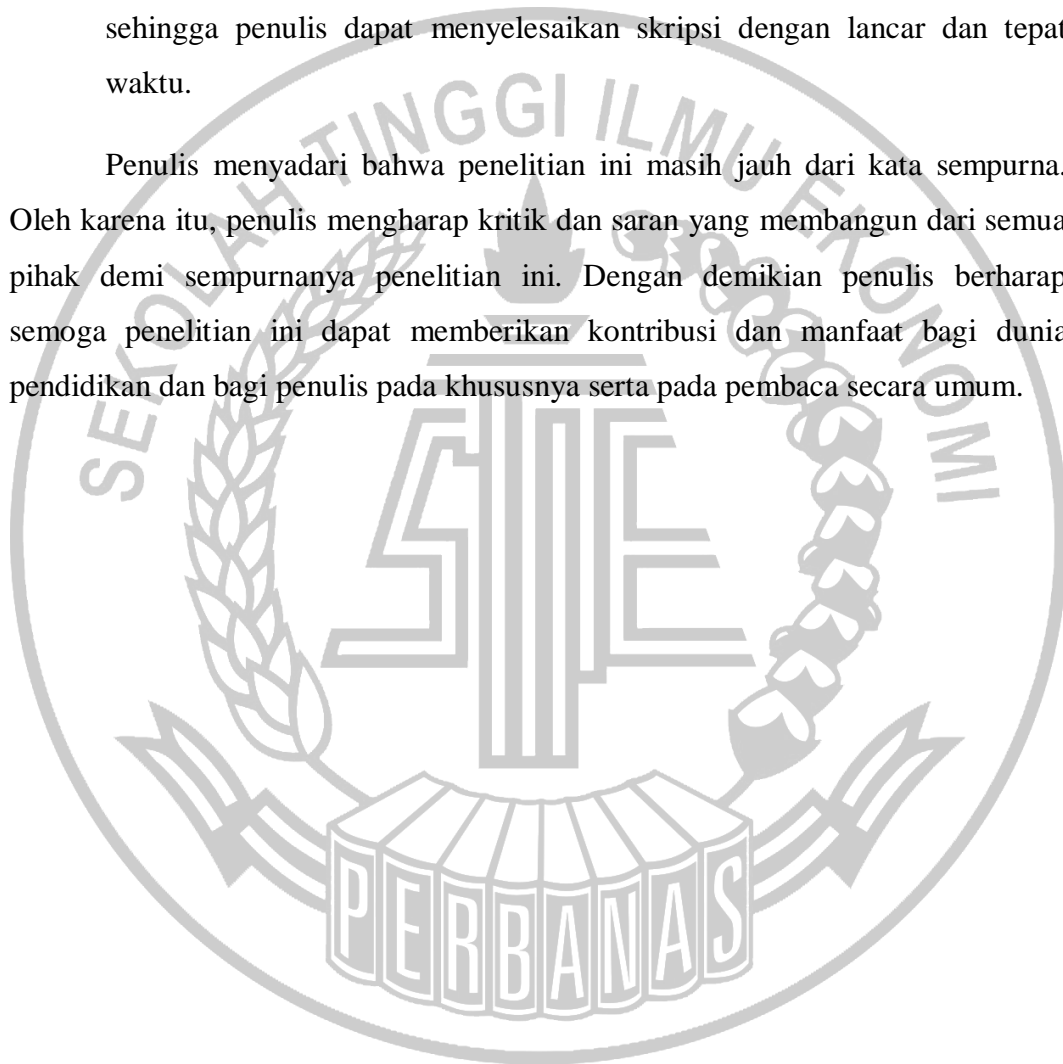 sehingga penulis dapat menyelesaikan skripsi dengan lancar dan tepat
waktu.
Penulis menyadari bahwa penelitian ini masih jauh dari kata sempurna.
Oleh karena itu, penulis mengharap kritik dan saran yang membangun dari semua
pihak demi sempurnanya penelitian ini. Dengan demikian penulis berharap
semoga penelitian ini dapat memberikan kontribusi dan manfaat bagi dunia
pendidikan dan bagi penulis pada khususnya serta pada pembaca secara umum.
SEKOLAH TINGGI ILMU EKONOMI
STIE
PERBANAS